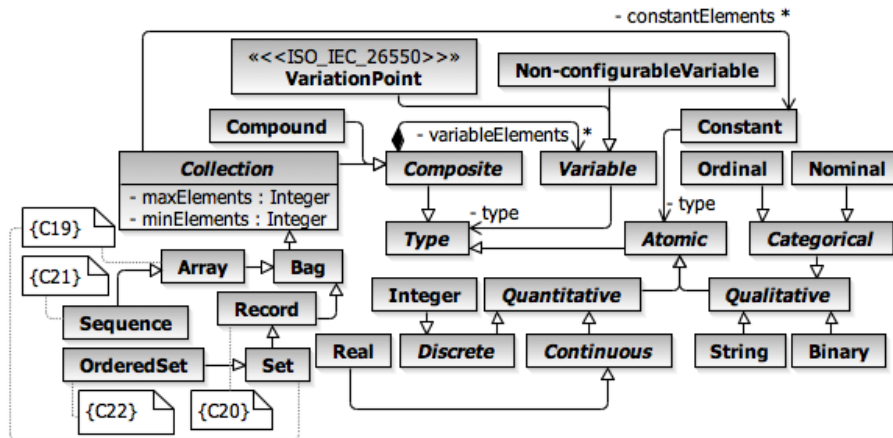 - constantElements *
«<<ISO_IEC_26550>>»
VariationPoint
Non-configurableVariable
Compound
- variableElements *
Constant
Collection
- maxElements : Integer
- minElements : Integer
Composite
Variable
Ordinal
Nominal
{C19}
- type
- type
Type
Atomic
Categorical
{C21}
Array
Bag
Sequence
Record
Integer
Quantitative
Qualitative
OrderedSet
Set
Real
Discrete
Continuous
String
Binary
{C22}
{C20}